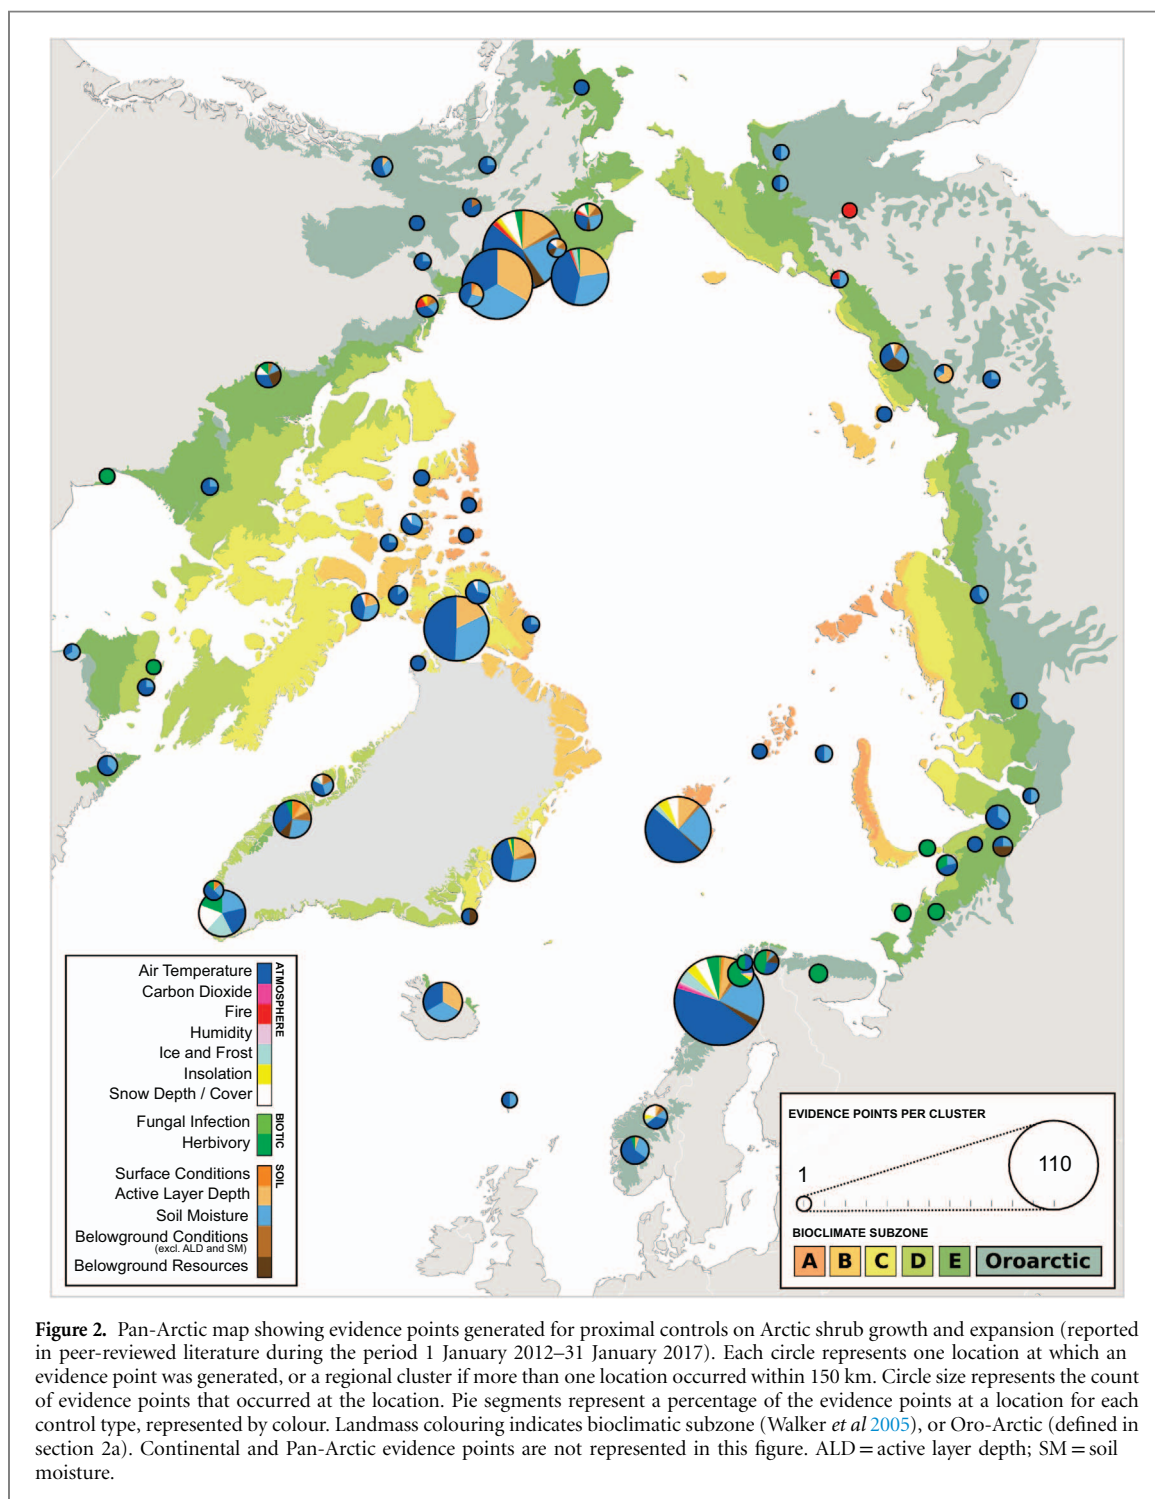 Air Temperature
Carbon Dioxide
Fire
Humidity
Ice and Frost
Insolation
Snow Depth / Cover
ATMOSPHERE
Fungal Infection
Herbivory
BIOTIC
Surface Conditions
Active Layer Depth
Soil Moisture
Belowground Conditions
(excl. ALD and SM)
Belowground Resources
SOIL
EVIDENCE POINTS PER CLUSTER
1
110
BIOCLIMATE SUBZONE
A B C D E Oroarctic
Figure 2. Pan-Arctic map showing evidence points generated for proximal controls on Arctic shrub growth and expansion (reported
in peer-reviewed literature during the period 1 January 2012–31 January 2017). Each circle represents one location at which an
evidence point was generated, or a regional cluster if more than one location occurred within 150 km. Circle size represents the count
of evidence points that occurred at the location. Pie segments represent a percentage of the evidence points at a location for each
control type, represented by colour. Landmass colouring indicates bioclimatic subzone (Walker et al 2005), or Oro-Arctic (defined in
section 2a). Continental and Pan-Arctic evidence points are not represented in this figure. ALD = active layer depth; SM = soil
moisture.